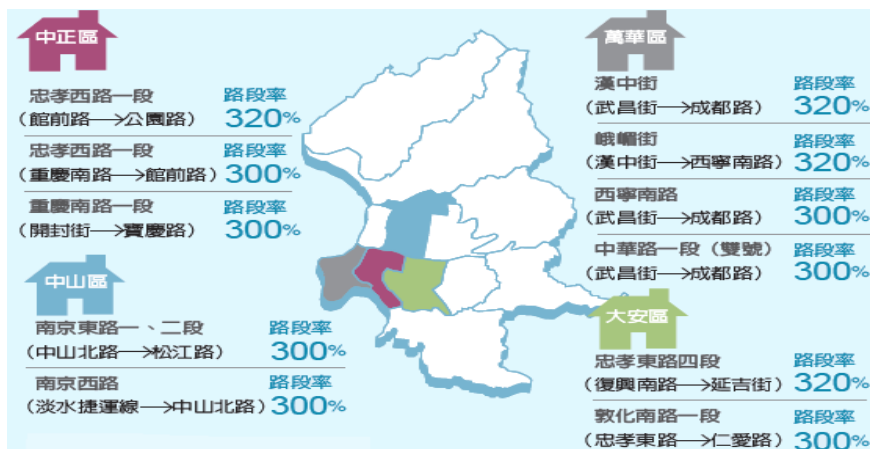 中正區
忠孝西路一段 路段率
(館前路→公園路) 320%
忠孝西路一段 路段率
(重慶南路→館前路) 300%
重慶南路一段 路段率
(開封街→寶慶路) 300%
中山區
南京東路一、二段 路段率
(中山北路→松江路) 300%
南京西路 路段率
(淡水捷運線→中山北路) 300%
萬華區
漢中街 路段率
(武昌街→成都路) 320%
峨嵋街 路段率
(漢中街→西寧南路) 320%
西寧南路 路段率
(武昌街→成都路) 300%
中華路一段(雙號) 路段率
(武昌街→成都路) 300%
大安區
忠孝東路四段 路段率
(復興南路→延吉街) 320%
敦化南路一段 路段率
(忠孝東路→仁愛路) 300%